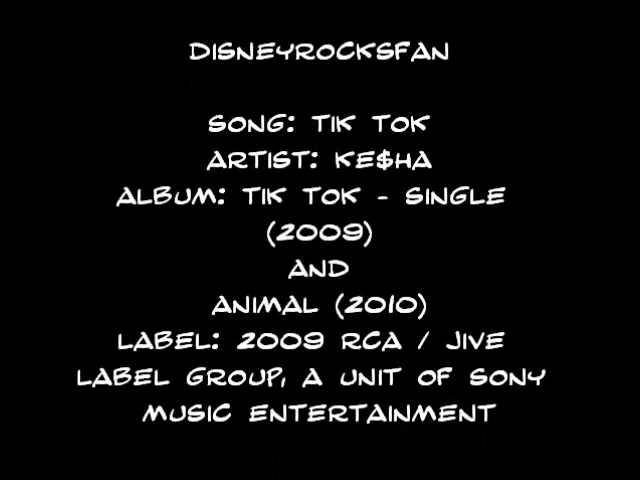 DISNEYROCKSFAN
SONG: TIK TOK
ARTIST: KE$HA
ALBUM: TIK TOK - SINGLE
(2009)
AND
ANIMAL (2010)
LABEL: 2009 RCA / JIVE
LABEL GROUP, A UNIT OF SONY
MUSIC ENTERTAINMENT